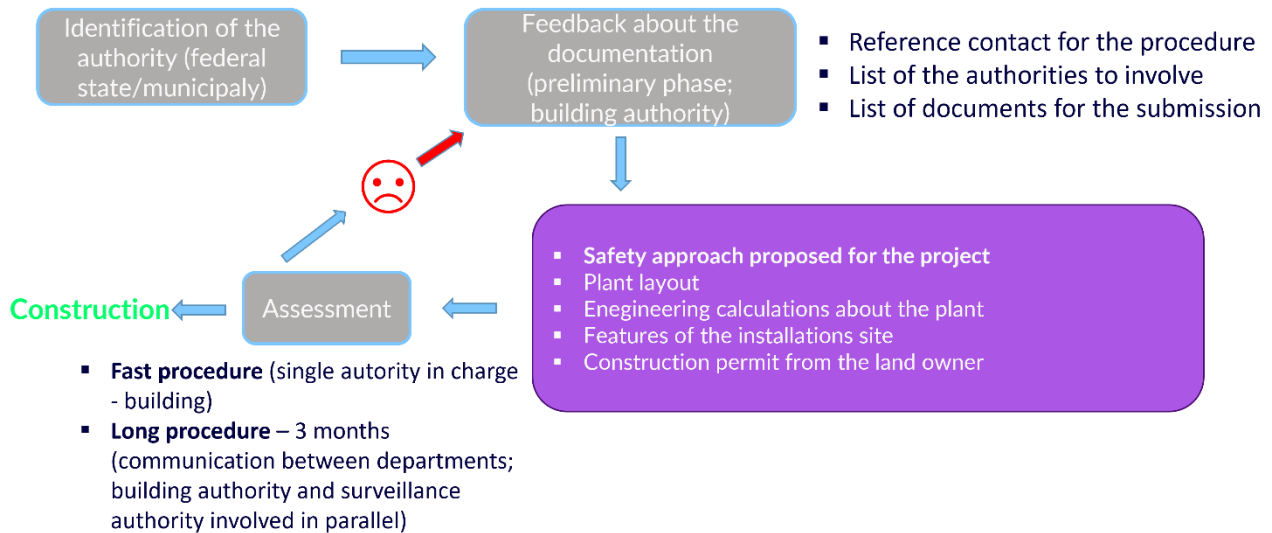 Identification of the
authority (federal
state/municipaly)
Feedback about the
documentation
(preliminary phase;
building authority)
▪ Reference contact for the procedure
▪ List of the authorities to involve
▪ List of documents for the submission
▪ Safety approach proposed for the project
▪ Plant layout
▪ Enegineering calculations about the plant
▪ Features of the installations site
▪ Construction permit from the land owner
Assessment
Construction
▪ Fast procedure (single autority in charge
- building)
▪ Long procedure – 3 months
(communication between departments;
building authority and surveillance
authority involved in parallel)